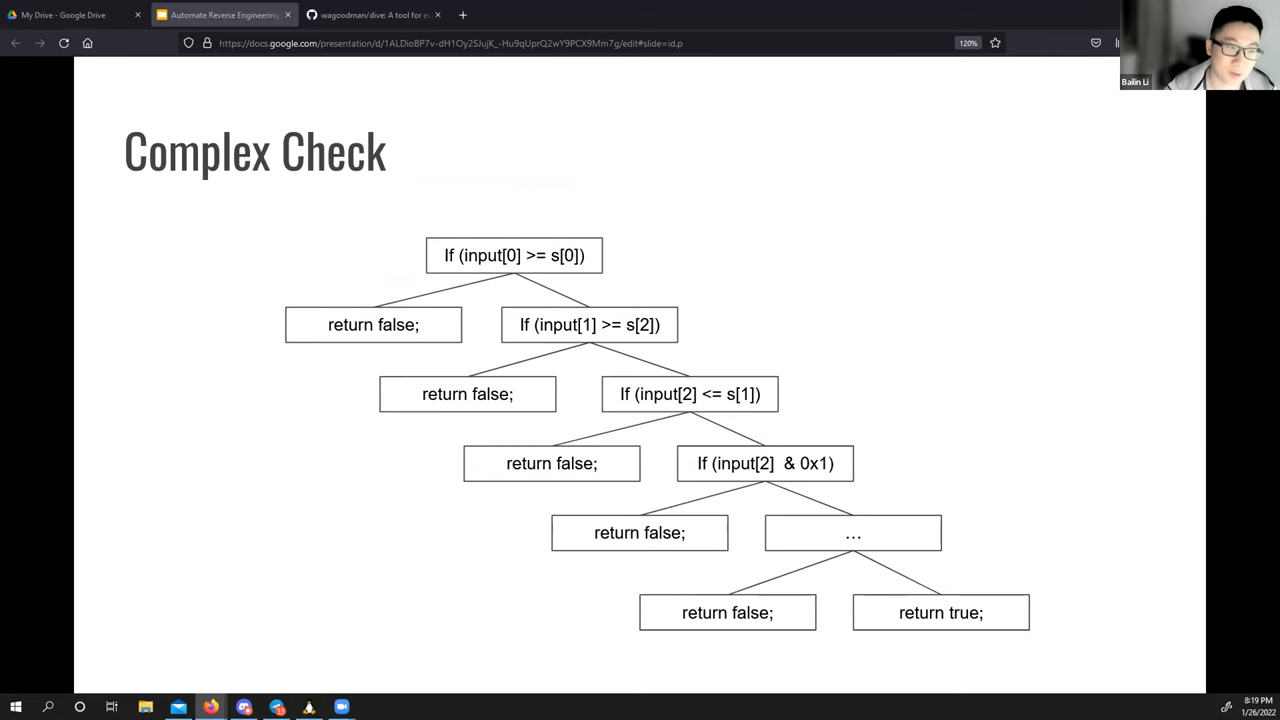 My Drive - Google Drive
Automate Reverse Engineering
wagoodman/dive: A tool for ex
https://docs.google.com/presentation/d/1ALDioBP7v-dH1Oy2SJujK_-Hu9qUprQ2wY9PCX9Mm7g/edit#slide=id.p
120%
Bailin Li
Complex Check
If (input[0] >= s[0])
return false;
If (input[1] >= s[2])
return false;
If (input[2] <= s[1])
return false;
If (input[2] & 0x1)
return false;
…
return false;
return true;
8:19 PM
1/26/2022